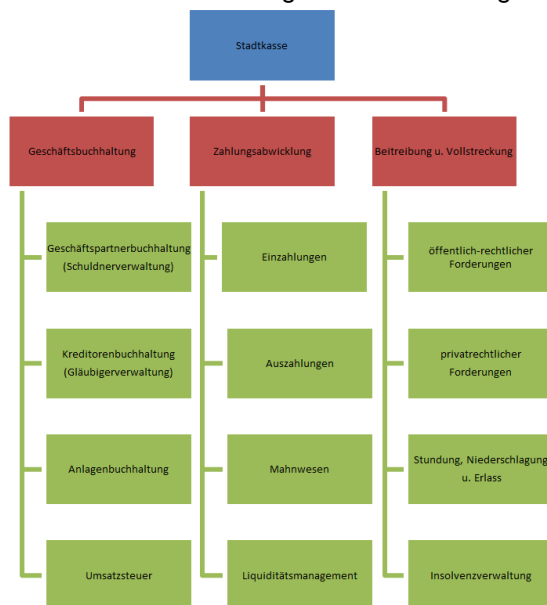 Stadtkasse
Geschäftsbuchhaltung
Zahlungsabwicklung
Beitreibung u. Vollstreckung
Geschäftspartnerbuchhaltung
(Schuldnerverwaltung)
Kreditorenbuchhaltung
(Gläubigerverwaltung)
Anlagenbuchhaltung
Umsatzsteuer
Einzahlungen
Auszahlungen
Mahnwesen
Liquiditätsmanagement
öffentlich-rechtlicher
Forderungen
privatrechtlicher
Forderungen
Stundung, Niederschlagung
u. Erlass
Insolvenzverwaltung